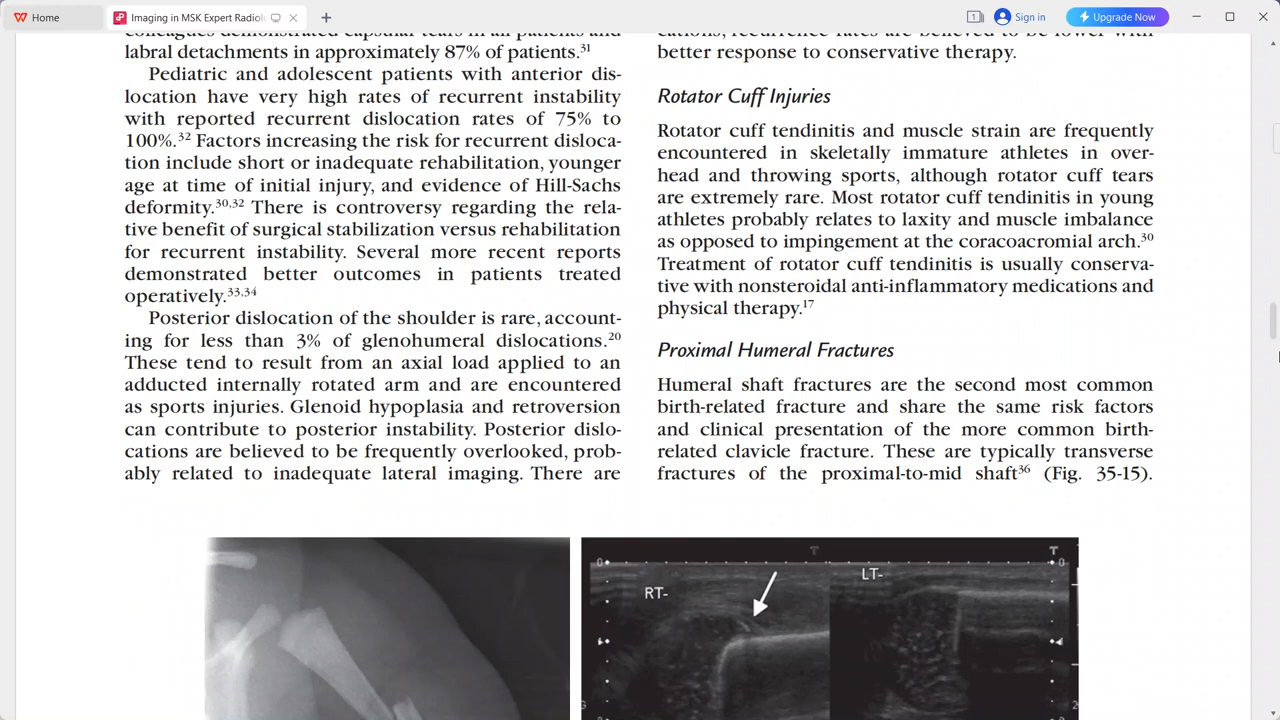 Home
Imaging in MSK Expert Radiolo
1
Sign in
Upgrade Now
labral detachments in approximately 87% of patients.31
Pediatric and adolescent patients with anterior dis-
location have very high rates of recurrent instability
with reported recurrent dislocation rates of 75% to
100%.32 Factors increasing the risk for recurrent disloca-
tion include short or inadequate rehabilitation, younger
age at time of initial injury, and evidence of Hill-Sachs
deformity.30,32 There is controversy regarding the rela-
tive benefit of surgical stabilization versus rehabilitation
for recurrent instability. Several more recent reports
demonstrated better outcomes in patients treated
operatively.33,34
Posterior dislocation of the shoulder is rare, account-
ing for less than 3% of glenohumeral dislocations.20
These tend to result from an axial load applied to an
adducted internally rotated arm and are encountered
as sports injuries. Glenoid hypoplasia and retroversion
can contribute to posterior instability. Posterior dislo-
cations are believed to be frequently overlooked, prob-
ably related to inadequate lateral imaging. There are
cations, recurrence rates are believed to be lower with
better response to conservative therapy.
Rotator Cuff Injuries
Rotator cuff tendinitis and muscle strain are frequently
encountered in skeletally immature athletes in over-
head and throwing sports, although rotator cuff tears
are extremely rare. Most rotator cuff tendinitis in young
athletes probably relates to laxity and muscle imbalance
as opposed to impingement at the coracoacromial arch.30
Treatment of rotator cuff tendinitis is usually conserva-
tive with nonsteroidal anti-inflammatory medications and
physical therapy.17
Proximal Humeral Fractures
Humeral shaft fractures are the second most common
birth-related fracture and share the same risk factors
and clinical presentation of the more common birth-
related clavicle fracture. These are typically transverse
fractures of the proximal-to-mid shaft36 (Fig. 35-15).
RT-
LT-
T
T
0
0